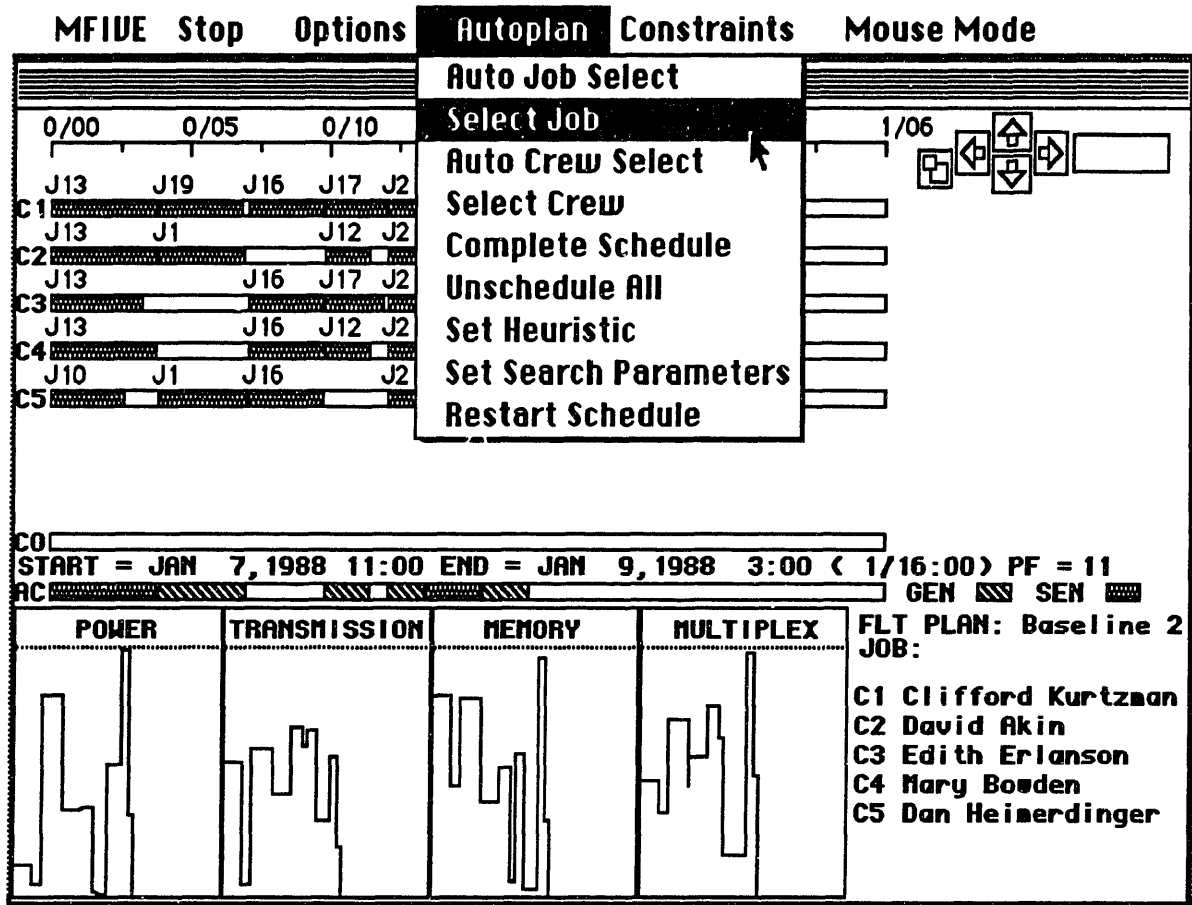 MFIVE Stop Options Autoplan Constraints Mouse Mode
Auto Job Select
Select Job
Auto Crew Select
Select Crew
Complete Schedule
Unschedule All
Set Heuristic
Set Search Parameters
Restart Schedule
0/00 0/05 0/10 1/06
J13 J19 J16 J17 J2
C1
J13 J1 J12 J2
C2
J13 J16 J17 J2
C3
J13 J16 J12 J2
C4
J10 J1 J16 J2
C5
C0
START = JAN 7,1988 11:00 END = JAN 9,1988 3:00 ( 1/16:00) PF = 11
AC GEN SEN
POWER TRANSMISSION MEMORY MULTIPLEX
FLT PLAN: Baseline 2
JOB:
C1 Clifford Kurtzman
C2 David Akin
C3 Edith Erlanson
C4 Mary Bowden
C5 Dan Heimerdinger